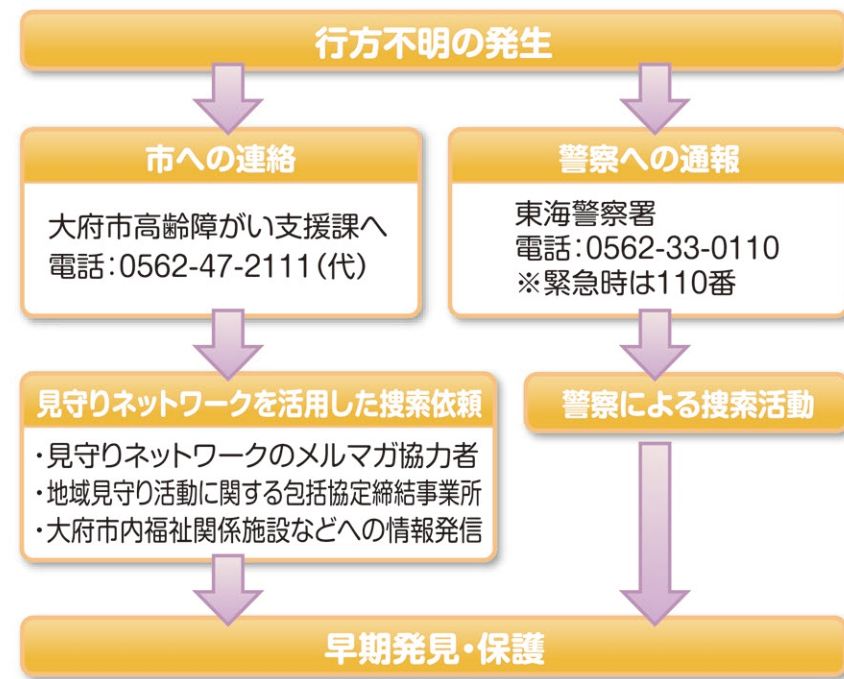 行方不明の発生
市への連絡
大府市高齢障がい支援課へ
電話:0562-47-2111(代)
警察への通報
東海警察署
電話:0562-33-0110
※緊急時は110番
見守りネットワークを活用した捜索依頼
・見守りネットワークのメルマガ協力者
・地域見守り活動に関する包括協定締結事業所
・大府市内福祉関係施設などへの情報発信
警察による捜索活動
早期発見・保護